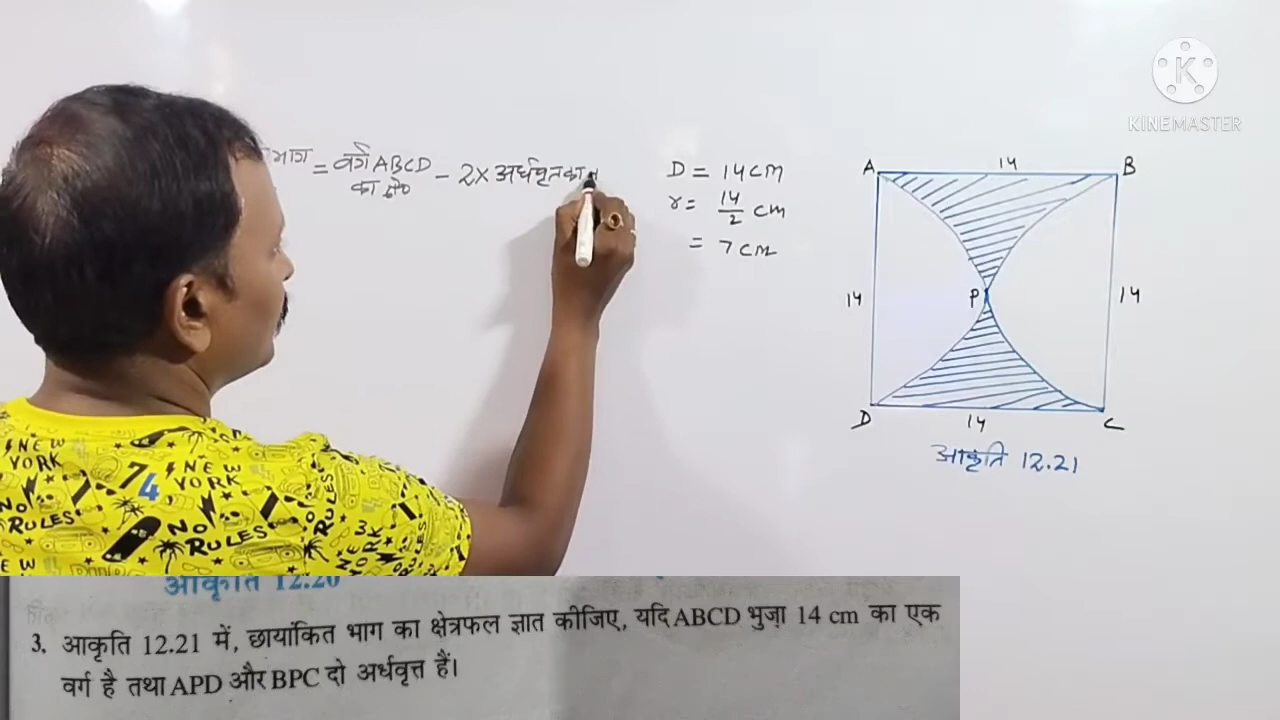 भाग = वर्ग ABCD - 2 × अर्धवृत का
का क्षे०
D = 14 cm
r = 14/2 cm
= 7 cm
A 14 B
14 P 14
D 14 C
आकृति 12.21
KINEMASTER
NEW YORK
74
NO RULES
आकृति 12.20
3. आकृति 12.21 में, छायांकित भाग का क्षेत्रफल ज्ञात कीजिए, यदि ABCD भुजा 14 cm का एक
वर्ग है तथा APD और BPC दो अर्धवृत्त हैं।